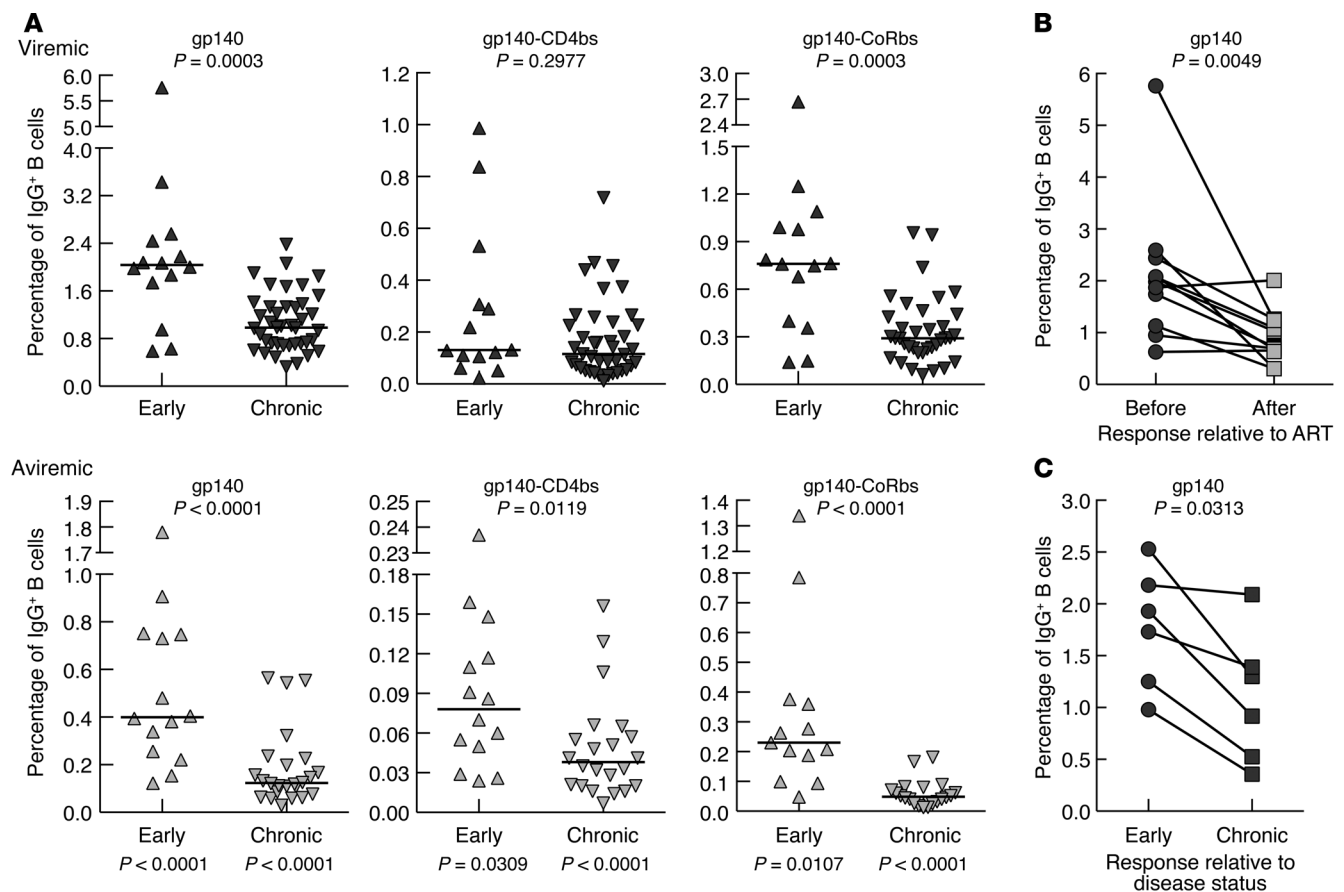 A
Viremic
gp140
P = 0.0003
Percentage of IgG⁺ B cells
6.0
5.5
5.0
4.0
3.2
2.4
1.6
0.8
0.0
Early
Chronic
gp140-CD4bs
P = 0.2977
1.2
1.0
0.8
0.6
0.4
0.2
0.0
Early
Chronic
gp140-CoRbs
P = 0.0003
3.0
2.7
2.4
1.5
1.2
0.9
0.6
0.3
0.0
Early
Chronic
B
gp140
P = 0.0049
Percentage of IgG⁺ B cells
6
5
4
3
2
1
0
Before
After
Response relative to ART
Aviremic
gp140
P < 0.0001
Percentage of IgG⁺ B cells
1.9
1.8
1.7
1.0
0.8
0.6
0.4
0.2
0.0
Early
Chronic
P < 0.0001
P < 0.0001
gp140-CD4bs
P = 0.0119
0.25
0.24
0.23
0.18
0.15
0.12
0.09
0.06
0.03
0.00
Early
Chronic
P = 0.0309
P < 0.0001
gp140-CoRbs
P < 0.0001
1.4
1.3
1.2
0.8
0.7
0.6
0.5
0.4
0.3
0.2
0.1
0.0
Early
Chronic
P = 0.0107
P < 0.0001
C
gp140
P = 0.0313
Percentage of IgG⁺ B cells
3.0
2.5
2.0
1.5
1.0
0.5
0.0
Early
Chronic
Response relative to
disease status